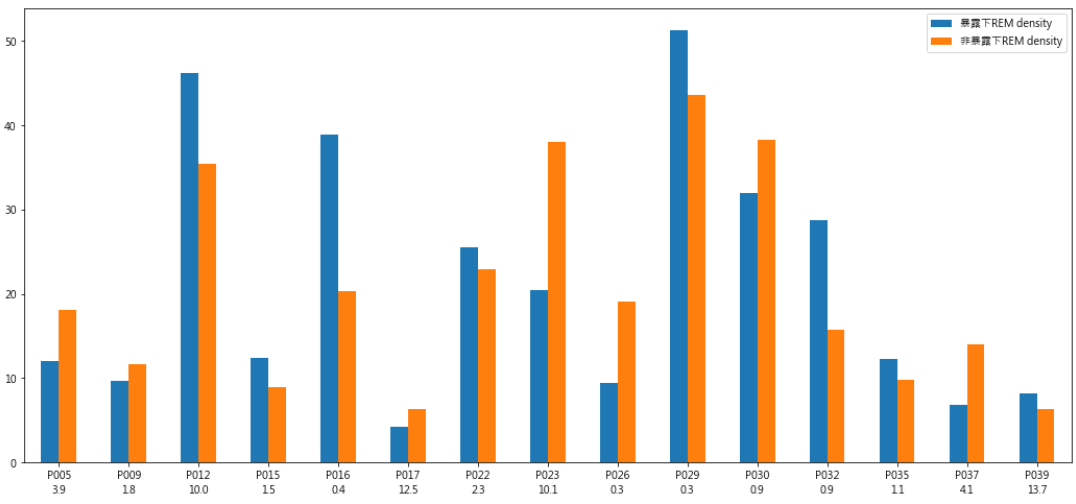 暴露下REM density
非暴露下REM density
50
40
30
20
10
0
P005 P009 P012 P015 P016 P017 P022 P023 P026 P029 P030 P032 P035 P037 P039
3.9 1.8 10.0 1.5 0.4 12.5 2.3 10.1 0.3 0.3 0.9 0.9 1.1 4.1 13.7